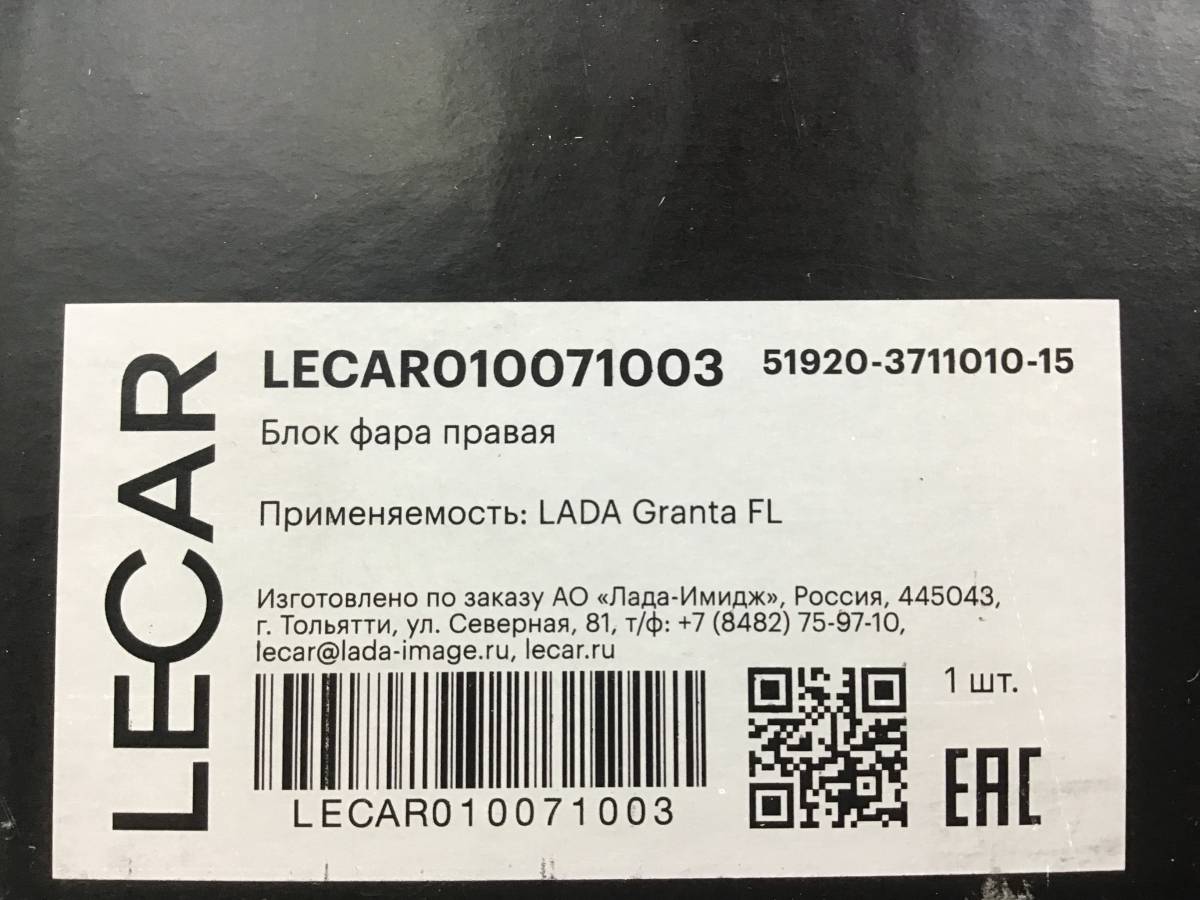 LECAR
LECAR010071003 51920-3711010-15
Блок фара правая
Применяемость: LADA Granta FL
Изготовлено по заказу АО «Лада-Имидж», Россия, 445043,
г. Тольятти, ул. Северная, 81, т/ф: +7 (8482) 75-97-10,
lecar@lada-image.ru, lecar.ru
1 шт.
LECAR010071003
EAC